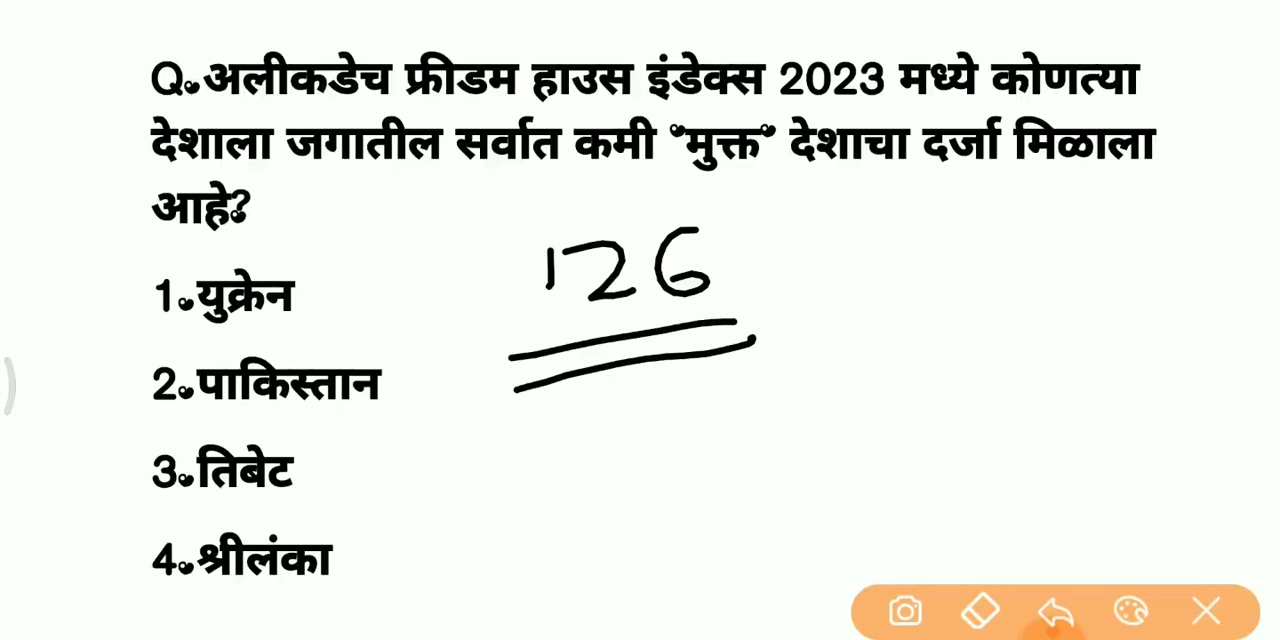 Q.अलीकडेच फ्रीडम हाउस इंडेक्स 2023 मध्ये कोणत्या
देशाला जगातील सर्वात कमी "मुक्त" देशाचा दर्जा मिळाला
आहे?
126
1.युक्रेन
2.पाकिस्तान
3.तिबेट
4.श्रीलंका